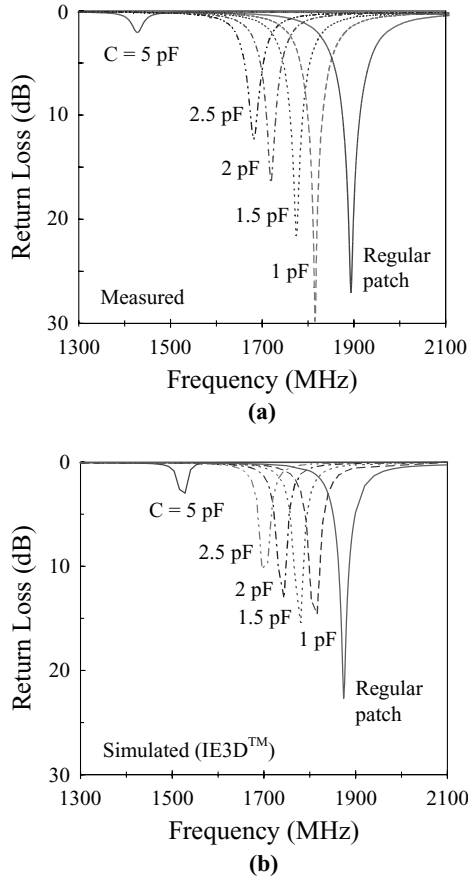 0
C = 5 pF
2.5 pF
10
2 pF
1.5 pF
20
1 pF
Regular
patch
Measured
30
1300 1500 1700 1900 2100
Return Loss (dB)
Frequency (MHz)
(a)
0
C = 5 pF
2.5 pF
10
2 pF
1.5 pF
1 pF
20
Regular
patch
Simulated (IE3D™)
30
1300 1500 1700 1900 2100
Return Loss (dB)
Frequency (MHz)
(b)